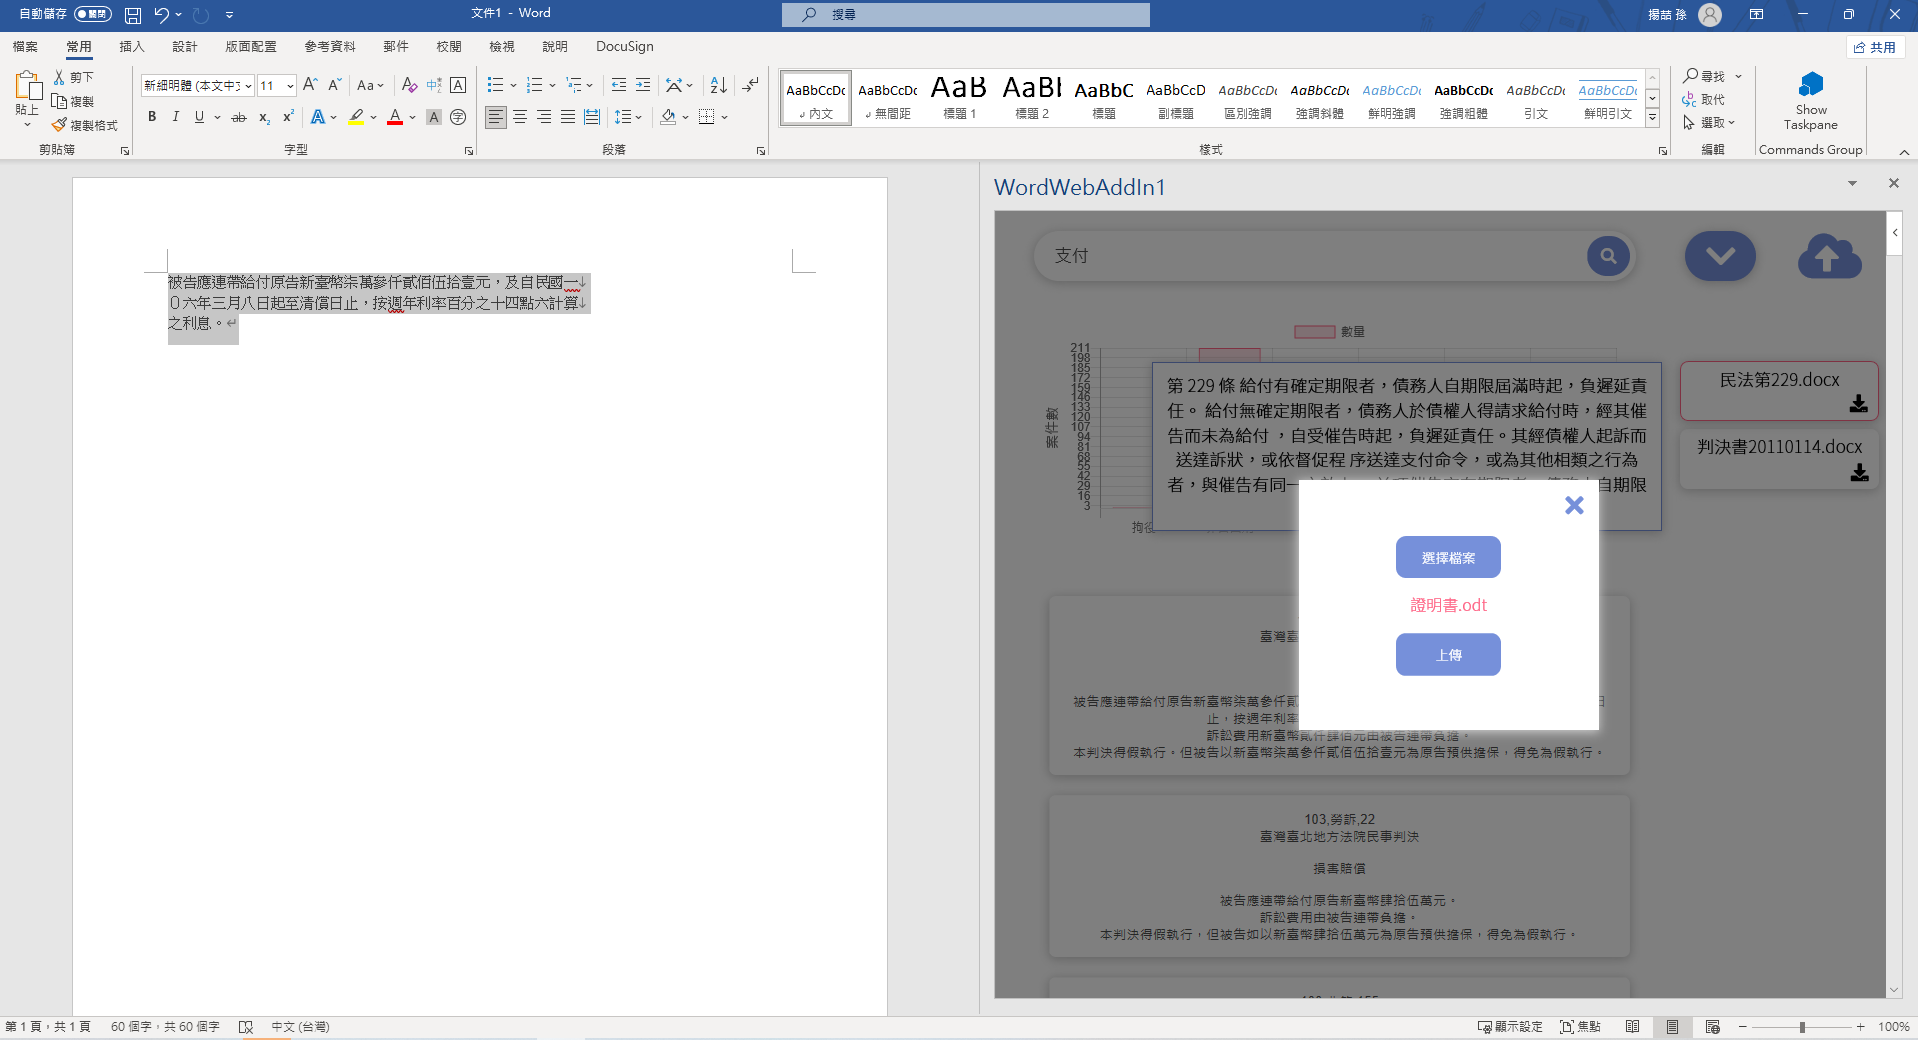 自動儲存 關閉
文件1 - Word
搜尋
揚喆 孫
檔案 常用 插入 設計 版面配置 參考資料 郵件 校閱 檢視 說明 DocuSign
共用
貼上
剪下
複製
複製格式
剪貼簿
新細明體 (本文中文 11
字型
段落
AaBbCcDc AaBbCcDc AaB AaBl AaBbC AaBbCcD AaBbCcDc AaBbCcDc AaBbCcDc AaBbCcDc AaBbCcDc AaBbCcDc
內文 無間距 標題 1 標題 2 標題 副標題 區別強調 強調斜體 鮮明強調 強調粗體 引文 鮮明引文
樣式
尋找
取代
選取
編輯
Show
Taskpane
Commands Group
被告應連帶給付原告新臺幣柒萬參仟貳佰伍拾壹元，及自民國一
０六年三月八日起至清償日止，按週年利率百分之十四點六計算
之利息。
WordWebAddIn1
支付
數量
211
198
185
172
159
146
133
120
107
94
81
68
55
42
29
16
3
案件數
拘役
第 229 條 給付有確定期限者，債務人自期限屆滿時起，負遲延責
任。 給付無確定期限者，債務人於債權人得請求給付時，經其催
告而未為給付 ，自受催告時起，負遲延責任。其經債權人起訴而
送達訴狀，或依督促程 序送達支付命令，或為其他相類之行為
者，與催告有同一
自期限
民法第229.docx
判決書20110114.docx
選擇檔案
證明書.odt
上傳
臺灣臺
被告應連帶給付原告新臺幣柒萬參仟貳
止，按週年利率
訴訟費用新臺幣貳仟肆佰元由被告連帶負擔。
本判決得假執行。但被告以新臺幣柒萬參仟貳佰伍拾壹元為原告預供擔保，得免為假執行。
103,勞訴,22
臺灣臺北地方法院民事判決
損害賠償
被告應連帶給付原告新臺幣肆拾伍萬元。
訴訟費用由被告連帶負擔。
本判決得假執行，但被告如以新臺幣肆拾伍萬元為原告預供擔保，得免為假執行。
第 1 頁，共 1 頁 60 個字，共 60 個字 中文 (台灣)
顯示設定 焦點 100%